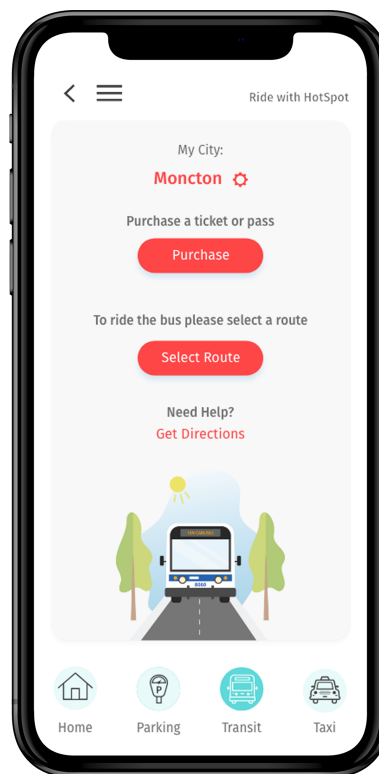 Ride with HotSpot
My City:
Moncton
Purchase a ticket or pass
Purchase
To ride the bus please select a route
Select Route
Need Help?
Get Directions
8060
P
Home Parking Transit Taxi